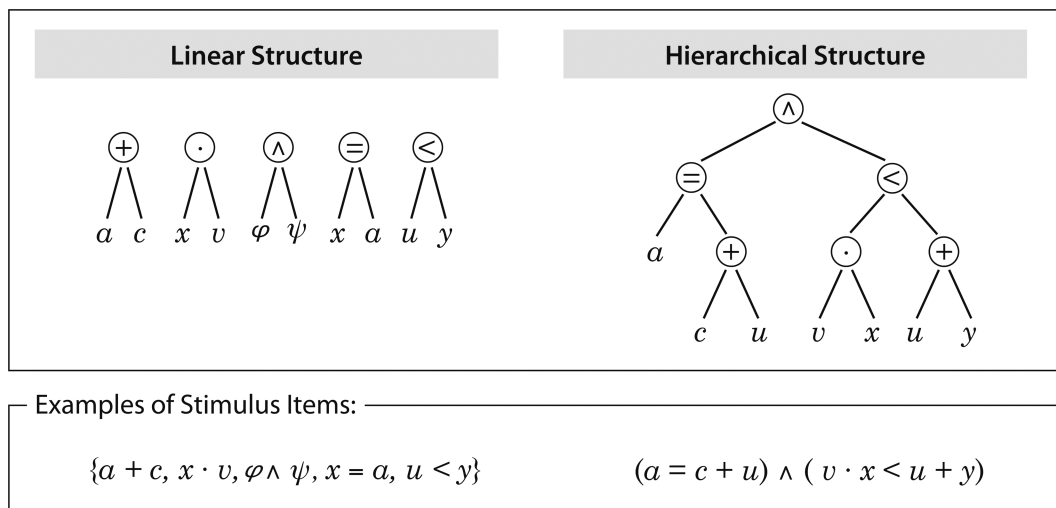 Linear Structure
+ · ∧ = <
a c x v φ ψ x a u y
Hierarchical Structure
∧
= <
a + · +
c u v x u y
Examples of Stimulus Items:
{a + c, x · v, φ ∧ ψ, x = a, u < y}
(a = c + u) ∧ ( v · x < u + y)